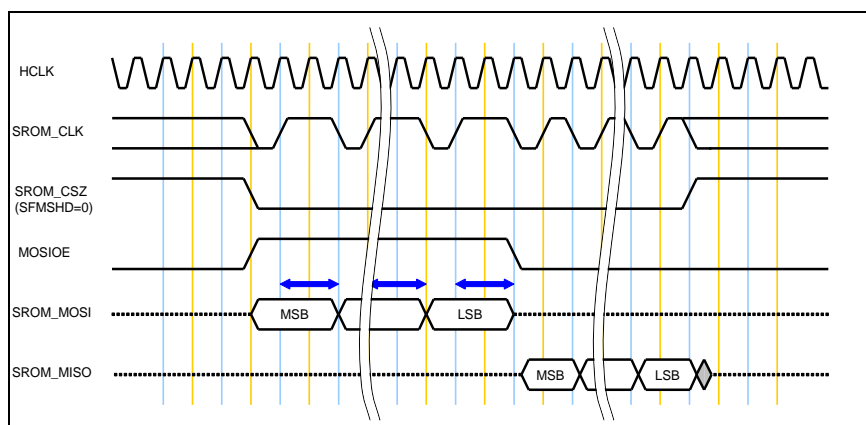 HCLK
SROM_CLK
SROM_CSZ
(SFMSHD=0)
MOSIOE
SROM_MOSI
MSB
LSB
SROM_MISO
MSB
LSB